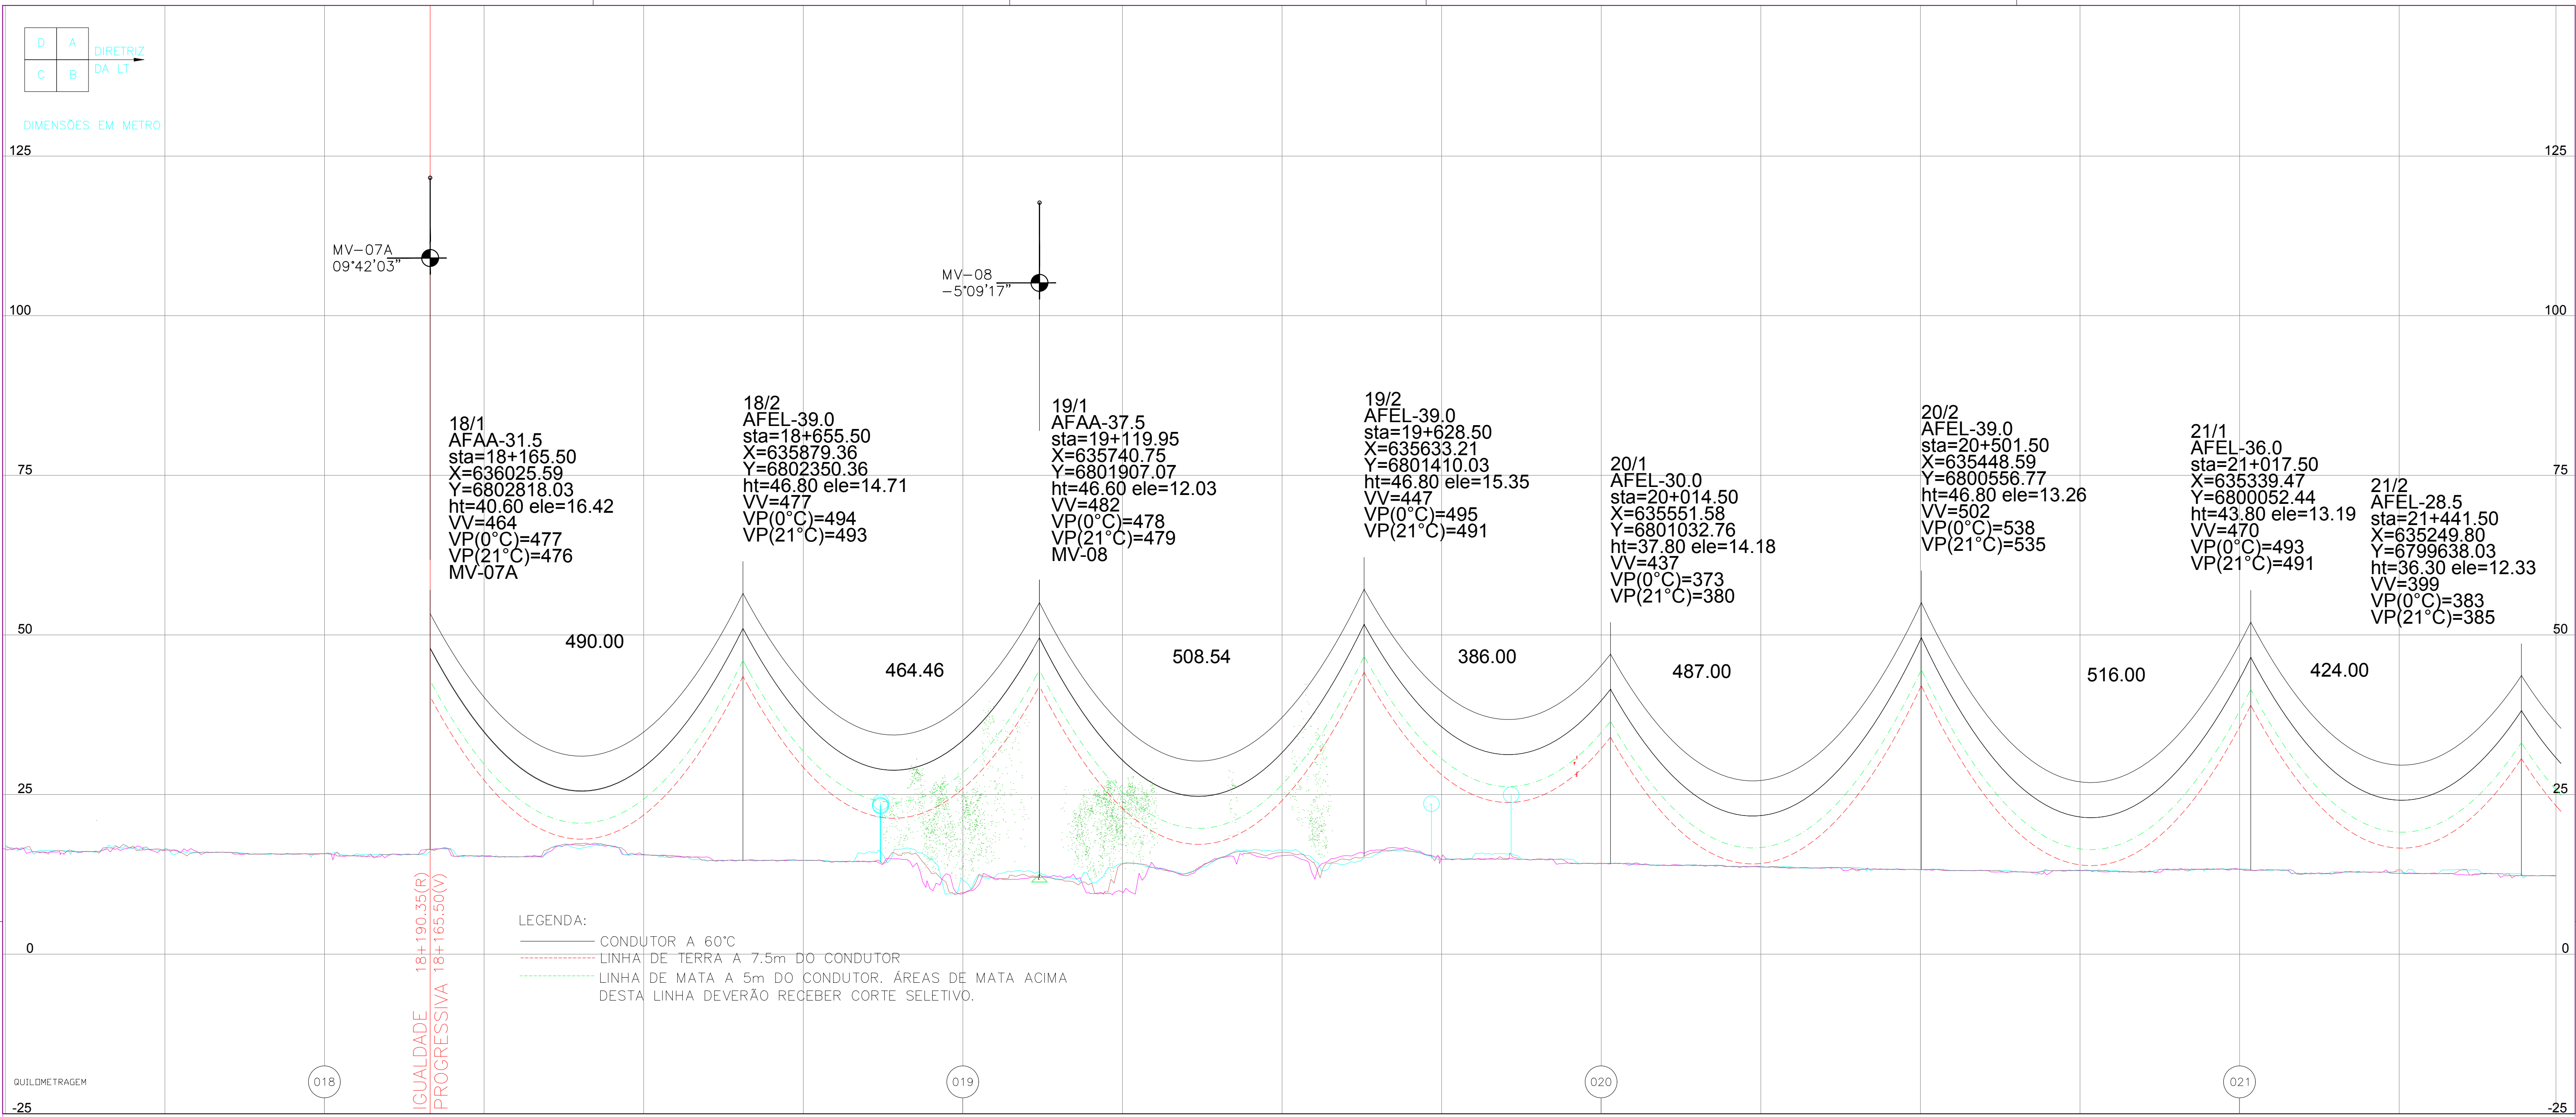 D A
C B
DIRETRIZ
DA LT
DIMENSÕES EM METRO
125
125
100
100
75
75
50
50
25
25
0
0
-25
-25
MV-07A
09°42'03"
MV-08
-5°09'17"
18/1
AFAA-31.5
sta=18+165.50
X=636025.59
Y=6802818.03
ht=40.60 ele=16.42
VV=464
VP(0°C)=477
VP(21°C)=476
MV-07A
18/2
AFEL-39.0
sta=18+655.50
X=635879.36
Y=6802350.36
ht=46.80 ele=14.71
VV=477
VP(0°C)=494
VP(21°C)=493
19/1
AFAA-37.5
sta=19+119.95
X=635740.75
Y=6801907.07
ht=46.60 ele=12.03
VV=482
VP(0°C)=478
VP(21°C)=479
MV-08
19/2
AFEL-39.0
sta=19+628.50
X=635633.21
Y=6801410.03
ht=46.80 ele=15.35
VV=447
VP(0°C)=495
VP(21°C)=491
20/1
AFEL-30.0
sta=20+014.50
X=635551.58
Y=6801032.76
ht=37.80 ele=14.18
VV=437
VP(0°C)=373
VP(21°C)=380
20/2
AFEL-39.0
sta=20+501.50
X=635448.59
Y=6800556.77
ht=46.80 ele=13.26
VV=502
VP(0°C)=538
VP(21°C)=535
21/1
AFEL-36.0
sta=21+017.50
X=635339.47
Y=6800052.44
ht=43.80 ele=13.19
VV=470
VP(0°C)=493
VP(21°C)=491
21/2
AFEL-28.5
sta=21+441.50
X=635249.80
Y=6799638.03
ht=36.30 ele=12.33
VV=399
VP(0°C)=383
VP(21°C)=385
490.00
464.46
508.54
386.00
487.00
516.00
424.00
IGUALDADE 18+190.35(R)
PROGRESSIVA 18+165.50(V)
LEGENDA:
CONDUTOR A 60°C
LINHA DE TERRA A 7.5m DO CONDUTOR
LINHA DE MATA A 5m DO CONDUTOR. ÁREAS DE MATA ACIMA
DESTA LINHA DEVERÃO RECEBER CORTE SELETIVO.
QUILOMETRAGEM
018
019
020
021